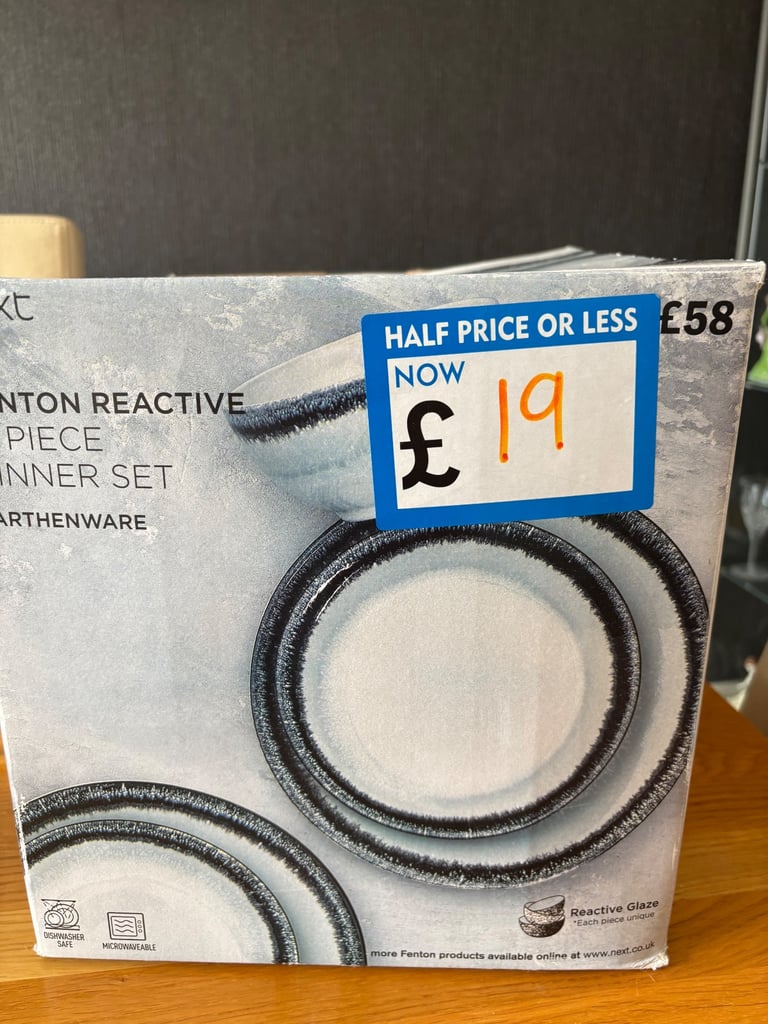 xt
£58
HALF PRICE OR LESS
NOW
£ 19
NTON REACTIVE
PIECE
INNER SET
ARTHENWARE
DISHWASHER
SAFE
MICROWAVEABLE
Reactive Glaze
*Each piece unique
more Fenton products available online at www.next.co.uk